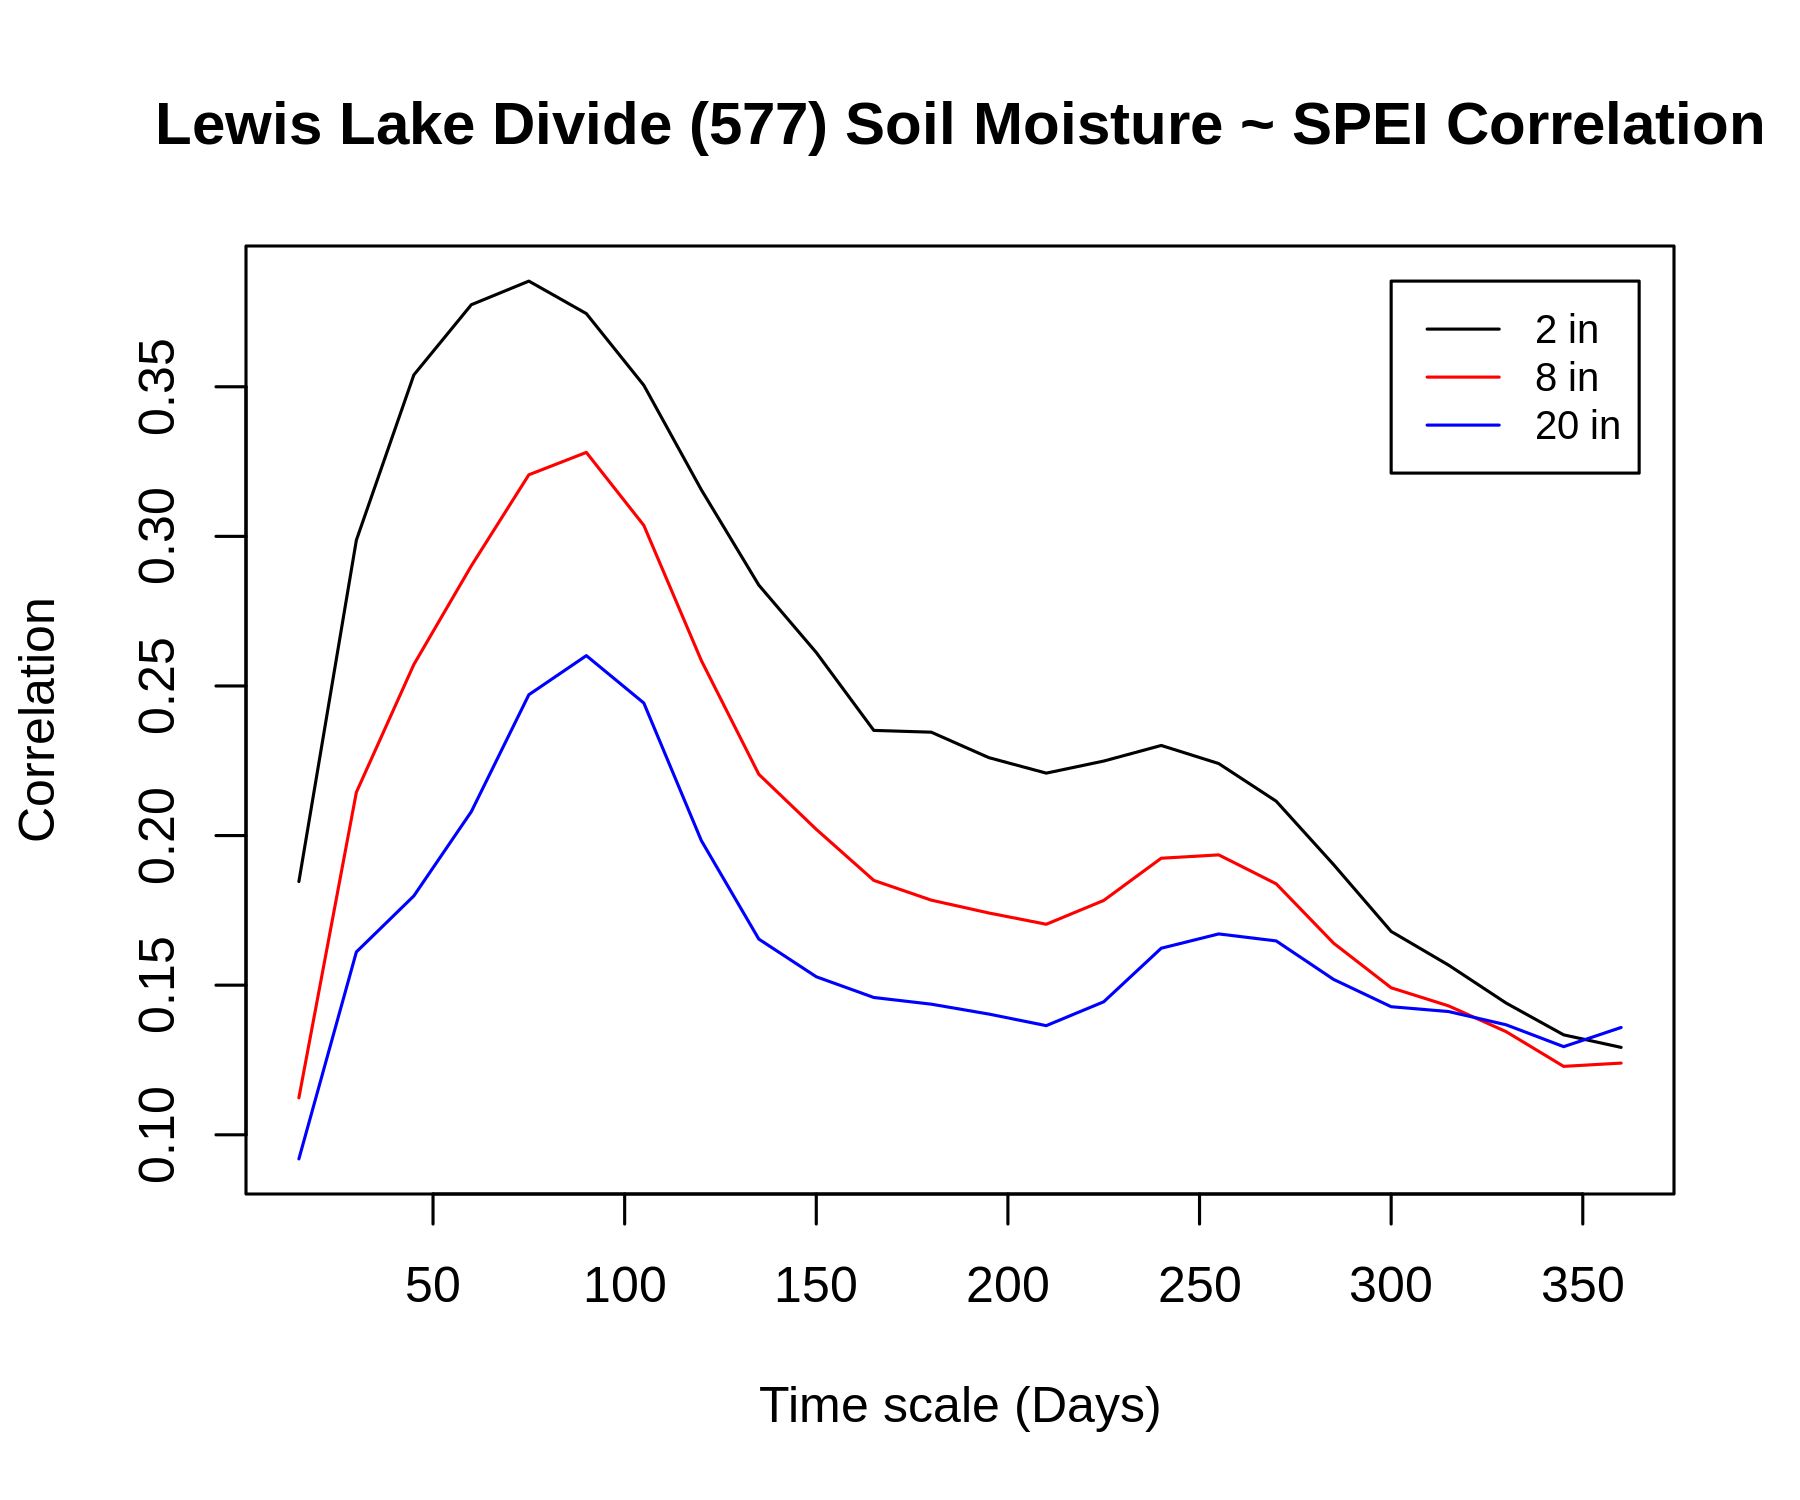 Lewis Lake Divide (577) Soil Moisture ~ SPEI Correlation
2 in
8 in
20 in
Correlation
0.35
0.30
0.25
0.20
0.15
0.10
50 100 150 200 250 300 350
Time scale (Days)